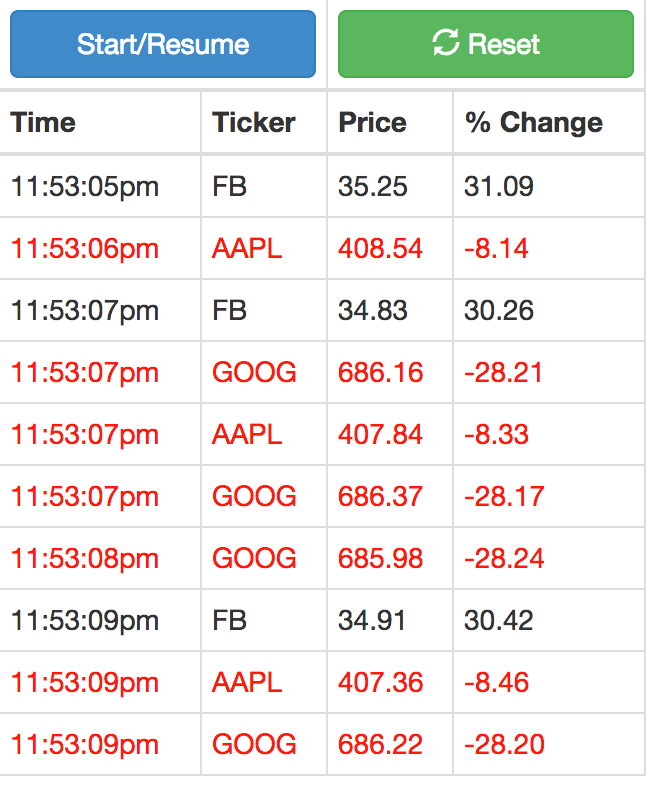 Start/Resume Reset
Time Ticker Price % Change
11:53:05pm FB 35.25 31.09
11:53:06pm AAPL 408.54 -8.14
11:53:07pm FB 34.83 30.26
11:53:07pm GOOG 686.16 -28.21
11:53:07pm AAPL 407.84 -8.33
11:53:07pm GOOG 686.37 -28.17
11:53:08pm GOOG 685.98 -28.24
11:53:09pm FB 34.91 30.42
11:53:09pm AAPL 407.36 -8.46
11:53:09pm GOOG 686.22 -28.20